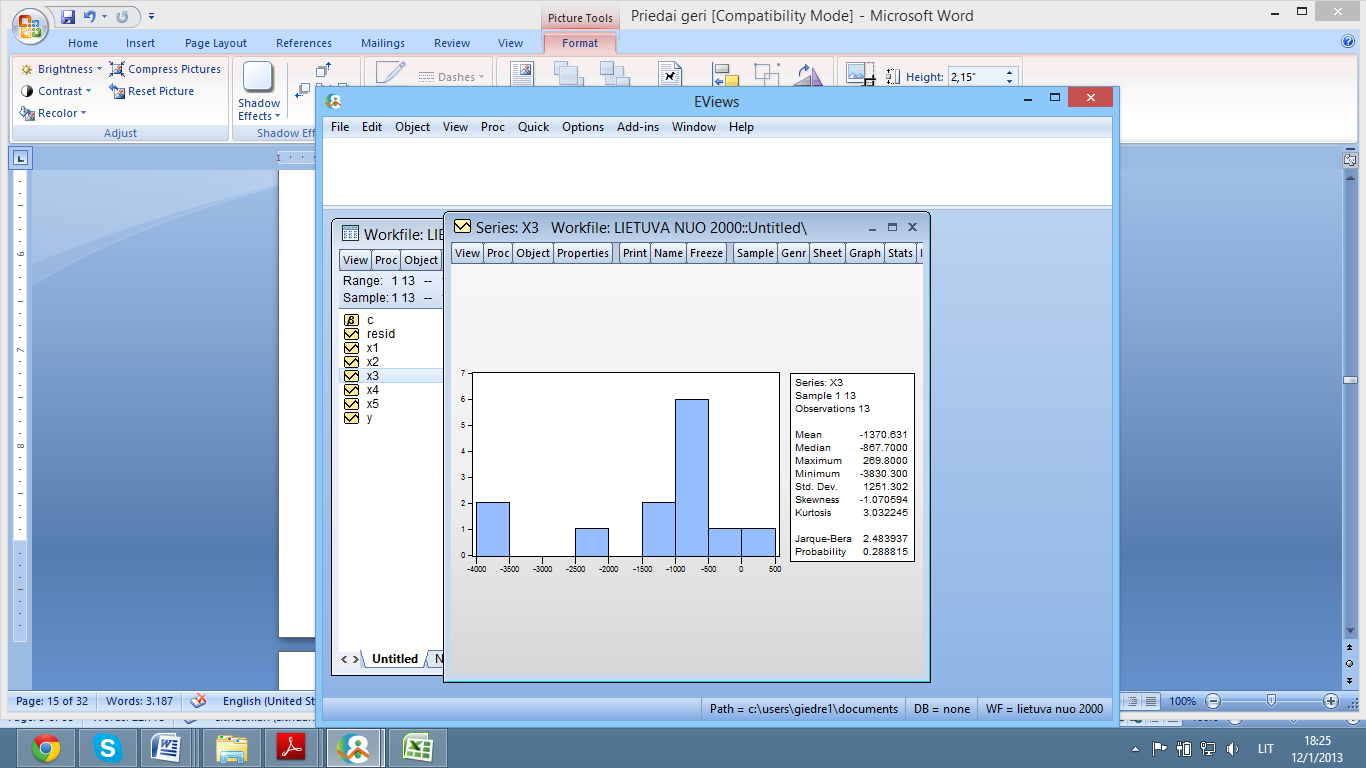 Picture Tools
Priedai geri [Compatibility Mode] - Microsoft Word
Home Insert Page Layout References Mailings Review View Format
Brightness Compress Pictures
Contrast Reset Picture
Recolor
Adjust
Shadow Effects
Shadow Eff
Dashes
Height: 2,15"
EViews
File Edit Object View Proc Quick Options Add-ins Window Help
Workfile: LIE
View Proc Object
Range: 1 13 --
Sample: 1 13 --
c
resid
x1
x2
x3
x4
x5
y
Untitled N
Series: X3 Workfile: LIETUVA NUO 2000::Untitled\
View Proc Object Properties Print Name Freeze Sample Genr Sheet Graph Stats
7
6
5
4
3
2
1
0
-4000 -3500 -3000 -2500 -2000 -1500 -1000 -500 0 500
Series: X3
Sample 1 13
Observations 13
Mean -1370.631
Median -867.7000
Maximum 269.8000
Minimum -3830.300
Std. Dev. 1251.302
Skewness -1.070594
Kurtosis 3.032245
Jarque-Bera 2.483937
Probability 0.288815
Path = c:\users\giedre1\documents DB = none WF = lietuva nuo 2000
1
6
7
8
Page: 15 of 32 Words: 3.187 English (United St
100%
LIT
18:25
12/1/2013